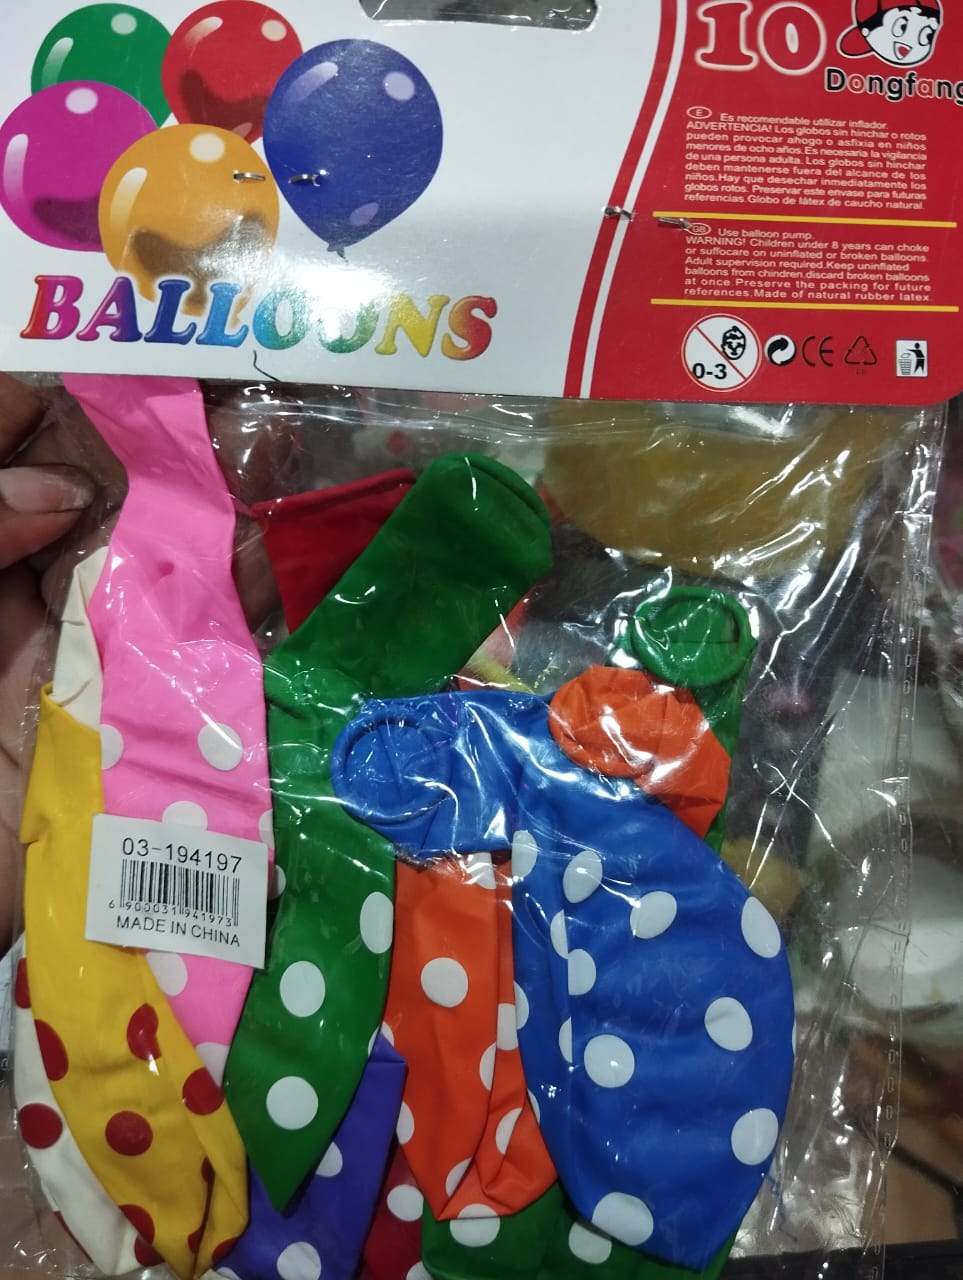 10
Dongfang
E Es recomendable utilizar inflador.
ADVERTENCIA! Los globos sin hinchar o rotos
pueden provocar ahogo o asfixia en niños
menores de ocho años.Es necesaria la vigilancia
de una persona adulta. Los globos sin hinchar
deben mantenerse fuera del alcance de los
niños.Hay que desechar inmediatamente los
globos rotos. Preservar este envase para futuras
referencias.Globo de látex de caucho natural.
GB Use balloon pump.
WARNING! Children under 8 years can choke
or suffocare on uninflated or broken balloons.
Adult supervision required.Keep uninflated
balloons from chindren.discard broken balloons
at once.Preserve the packing for future
references.Made of natural rubber latex.
BALLOONS
0-3
CE
03-194197
6 900031 941973
MADE IN CHINA